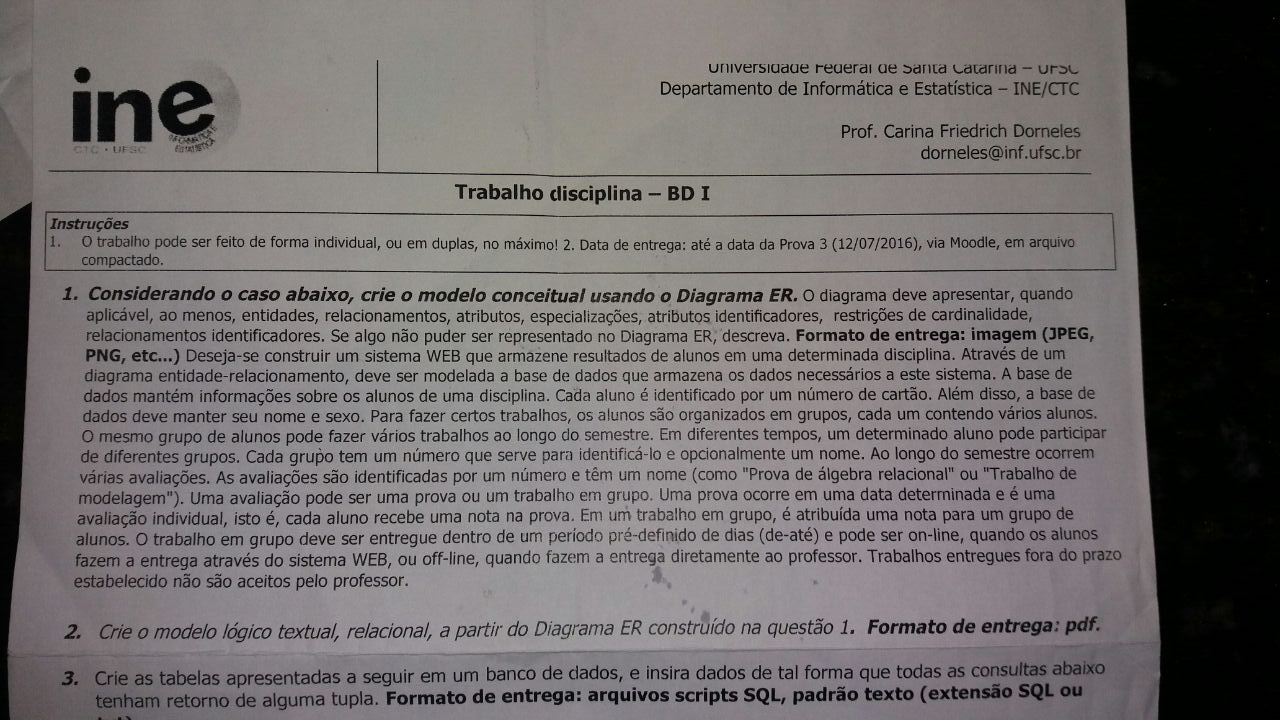 ine
CTC • UFSC
INFORMÁTICA E
ESTATÍSTICA
Universidade Federal de Santa Catarina – UFSC
Departamento de Informática e Estatística – INE/CTC
Prof. Carina Friedrich Dorneles
dorneles@inf.ufsc.br
Trabalho disciplina – BD I
Instruções
1. O trabalho pode ser feito de forma individual, ou em duplas, no máximo! 2. Data de entrega: até a data da Prova 3 (12/07/2016), via Moodle, em arquivo
compactado.
1. Considerando o caso abaixo, crie o modelo conceitual usando o Diagrama ER. O diagrama deve apresentar, quando
aplicável, ao menos, entidades, relacionamentos, atributos, especializações, atributos identificadores, restrições de cardinalidade,
relacionamentos identificadores. Se algo não puder ser representado no Diagrama ER, descreva. Formato de entrega: imagem (JPEG,
PNG, etc...) Deseja-se construir um sistema WEB que armazene resultados de alunos em uma determinada disciplina. Através de um
diagrama entidade-relacionamento, deve ser modelada a base de dados que armazena os dados necessários a este sistema. A base de
dados mantém informações sobre os alunos de uma disciplina. Cada aluno é identificado por um número de cartão. Além disso, a base de
dados deve manter seu nome e sexo. Para fazer certos trabalhos, os alunos são organizados em grupos, cada um contendo vários alunos.
O mesmo grupo de alunos pode fazer vários trabalhos ao longo do semestre. Em diferentes tempos, um determinado aluno pode participar
de diferentes grupos. Cada grupo tem um número que serve para identificá-lo e opcionalmente um nome. Ao longo do semestre ocorrem
várias avaliações. As avaliações são identificadas por um número e têm um nome (como "Prova de álgebra relacional" ou "Trabalho de
modelagem"). Uma avaliação pode ser uma prova ou um trabalho em grupo. Uma prova ocorre em uma data determinada e é uma
avaliação individual, isto é, cada aluno recebe uma nota na prova. Em um trabalho em grupo, é atribuída uma nota para um grupo de
alunos. O trabalho em grupo deve ser entregue dentro de um período pré-definido de dias (de-até) e pode ser on-line, quando os alunos
fazem a entrega através do sistema WEB, ou off-line, quando fazem a entrega diretamente ao professor. Trabalhos entregues fora do prazo
estabelecido não são aceitos pelo professor.
2. Crie o modelo lógico textual, relacional, a partir do Diagrama ER construído na questão 1. Formato de entrega: pdf.
3. Crie as tabelas apresentadas a seguir em um banco de dados, e insira dados de tal forma que todas as consultas abaixo
tenham retorno de alguma tupla. Formato de entrega: arquivos scripts SQL, padrão texto (extensão SQL ou